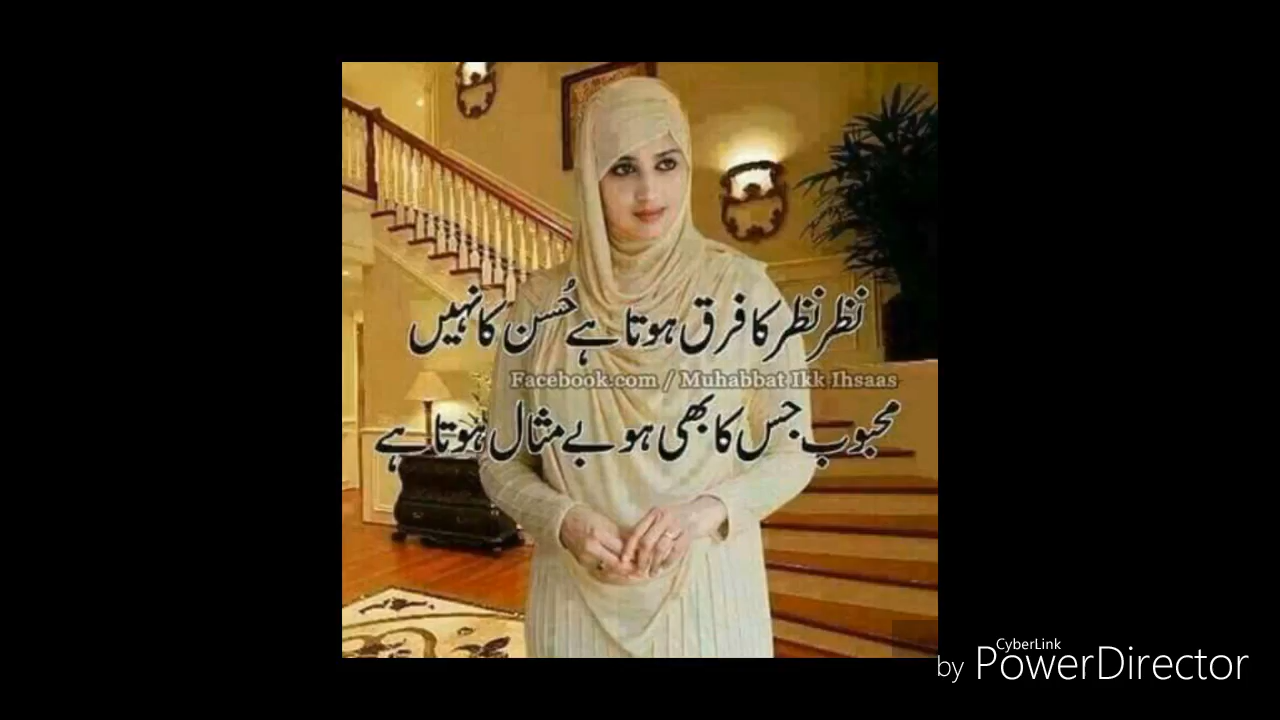 نظر نظر کا فرق ہوتا ہے حُسن کا نہیں
Facebook.com / Muhabbat Ikk Ihsaas
محبوب جس کا بھی ہو بے مثال ہوتا ہے
CyberLink
by PowerDirector